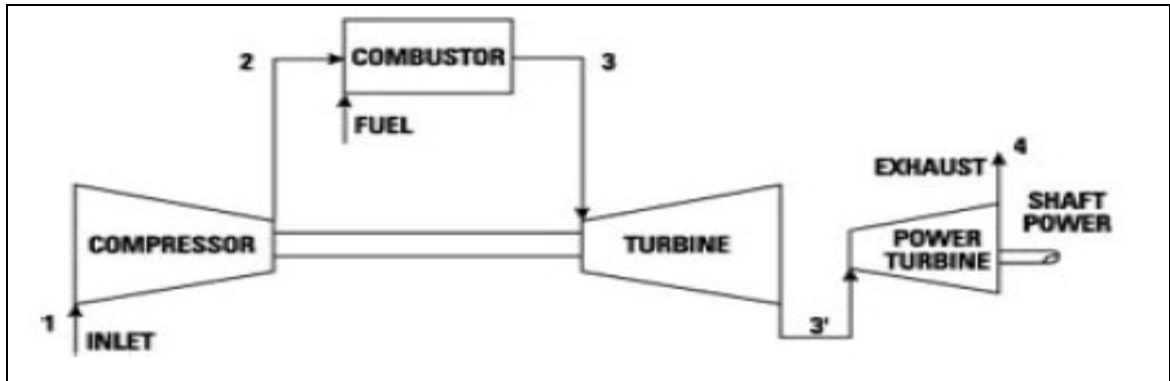 2
COMBUSTOR
3
FUEL
COMPRESSOR
TURBINE
EXHAUST
4
SHAFT
POWER
POWER
TURBINE
1
INLET
3'